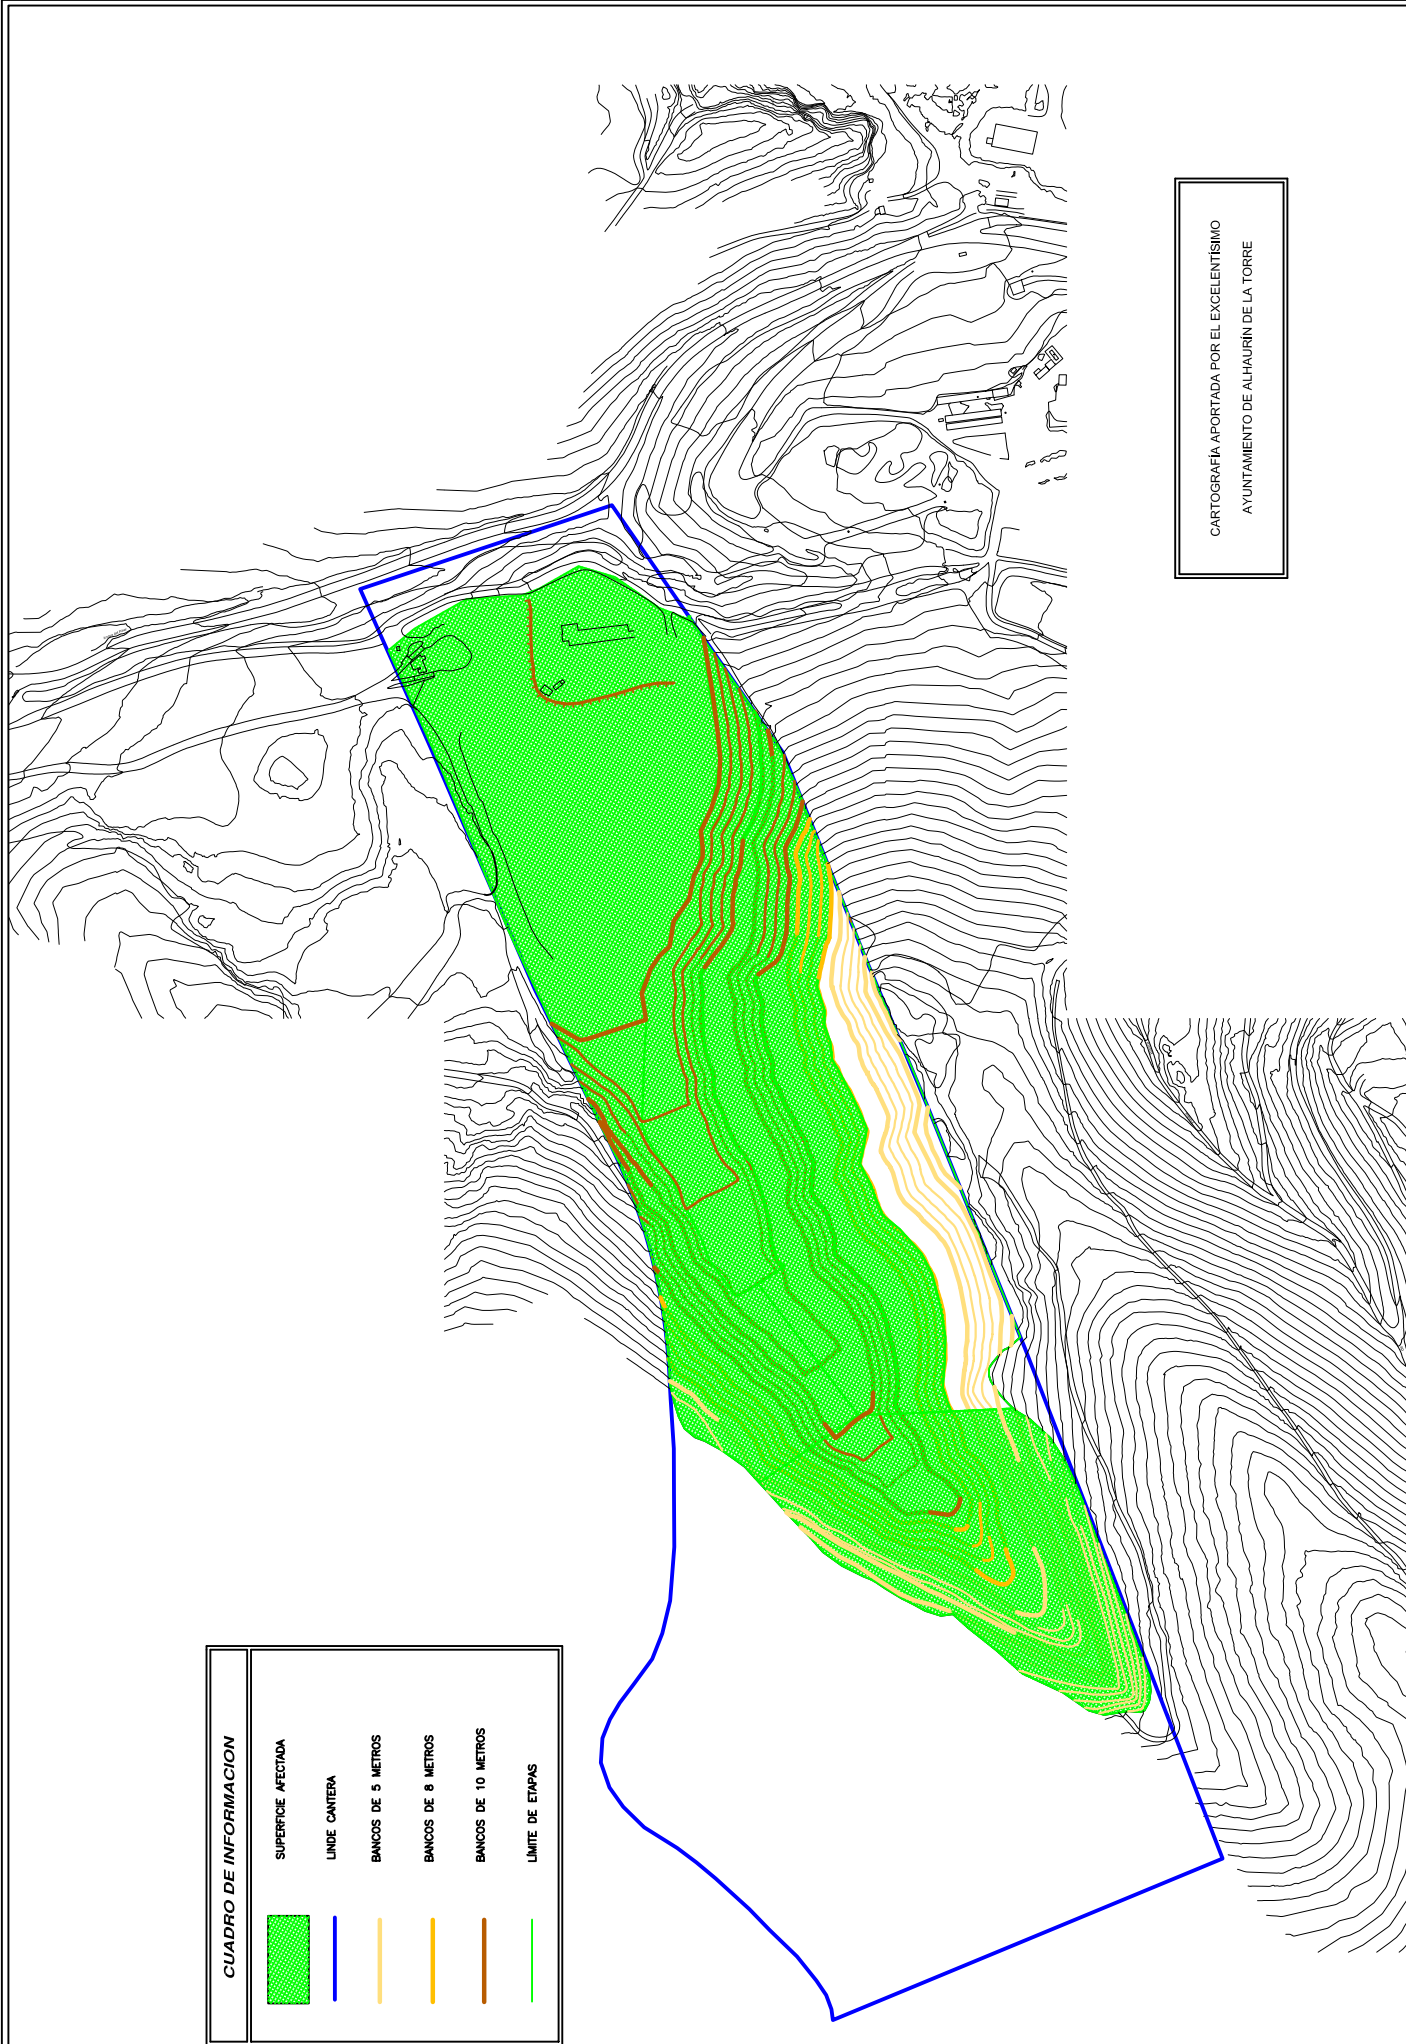 CARTOGRAFÍA APORTADA POR EL EXCELENTÍSIMO
AYUNTAMIENTO DE ALHAURÍN DE LA TORRE
CUADRO DE INFORMACION
SUPERFICIE AFECTADA
LINDE CANTERA
BANCOS DE 5 METROS
BANCOS DE 8 METROS
BANCOS DE 10 METROS
LÍMITE DE ETAPAS